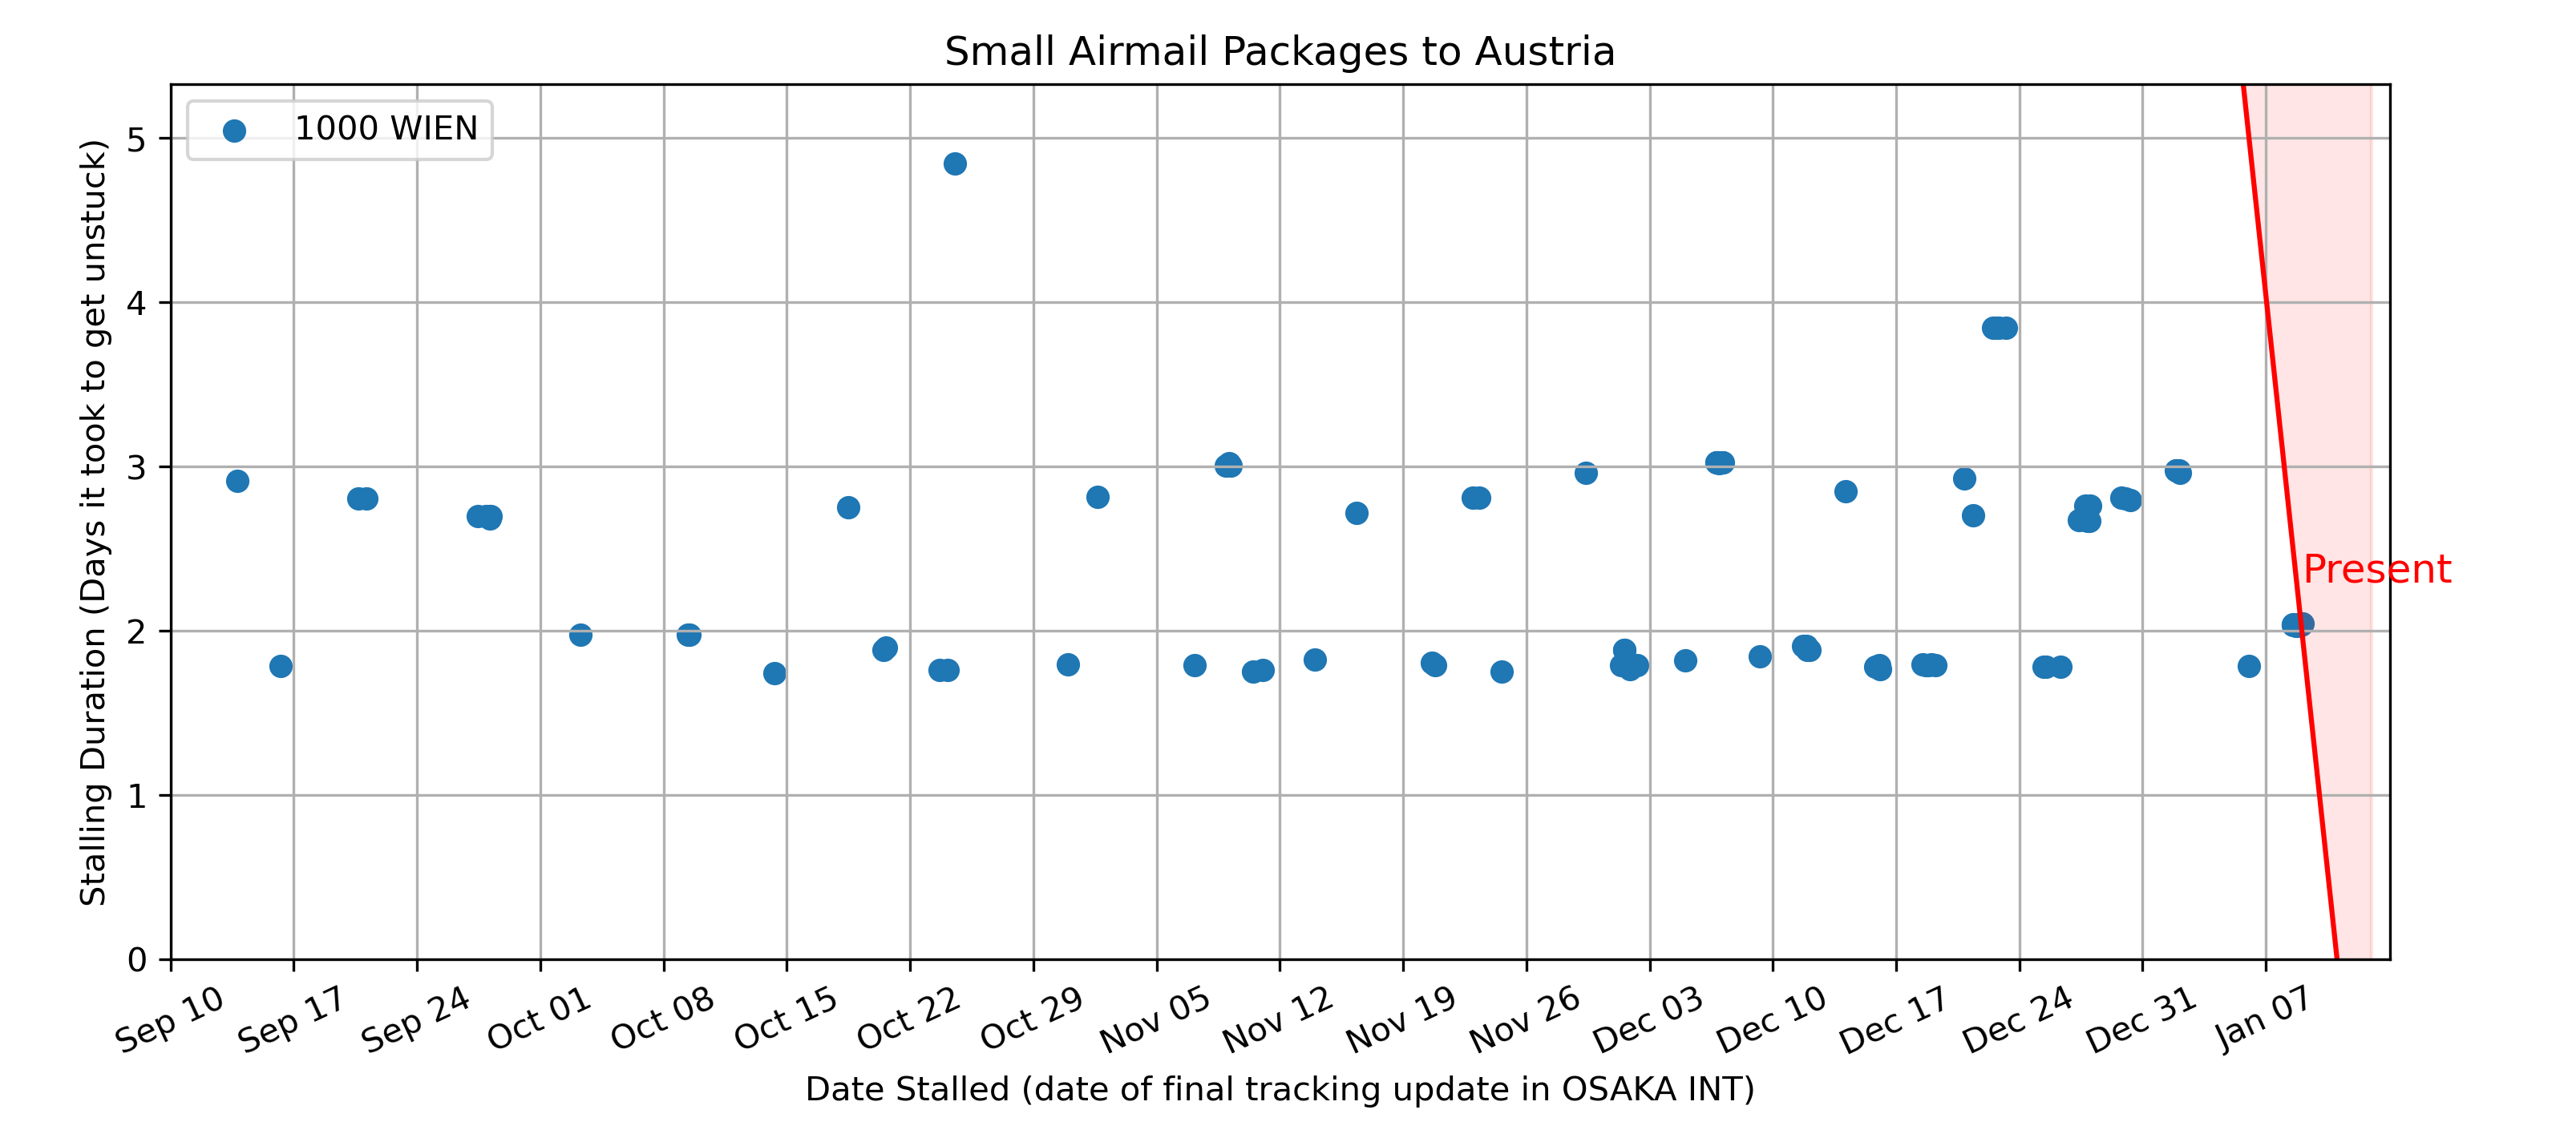 Small Airmail Packages to Austria
1000 WIEN
Stalling Duration (Days it took to get unstuck)
5
4
3
2
1
0
Present
Sep 10
Sep 17
Sep 24
Oct 01
Oct 08
Oct 15
Oct 22
Oct 29
Nov 05
Nov 12
Nov 19
Nov 26
Dec 03
Dec 10
Dec 17
Dec 24
Dec 31
Jan 07
Date Stalled (date of final tracking update in OSAKA INT)